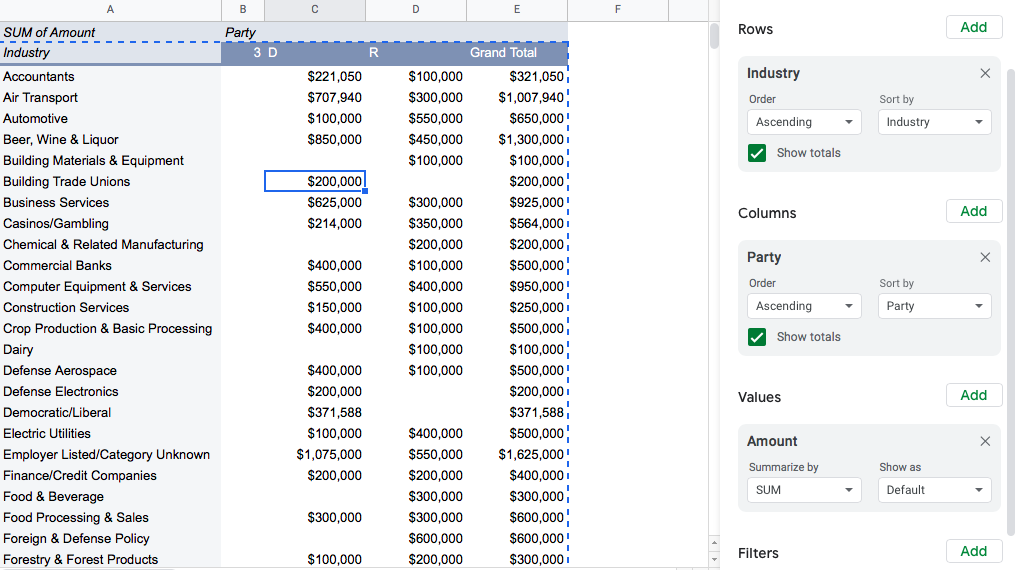 A B C D E F
SUM of Amount Party
Industry 3 D R Grand Total
Accountants $221,050 $100,000 $321,050
Air Transport $707,940 $300,000 $1,007,940
Automotive $100,000 $550,000 $650,000
Beer, Wine & Liquor $850,000 $450,000 $1,300,000
Building Materials & Equipment $100,000 $100,000
Building Trade Unions $200,000 $200,000
Business Services $625,000 $300,000 $925,000
Casinos/Gambling $214,000 $350,000 $564,000
Chemical & Related Manufacturing $200,000 $200,000
Commercial Banks $400,000 $100,000 $500,000
Computer Equipment & Services $550,000 $400,000 $950,000
Construction Services $150,000 $100,000 $250,000
Crop Production & Basic Processing $400,000 $100,000 $500,000
Dairy $100,000 $100,000
Defense Aerospace $400,000 $100,000 $500,000
Defense Electronics $200,000 $200,000
Democratic/Liberal $371,588 $371,588
Electric Utilities $100,000 $400,000 $500,000
Employer Listed/Category Unknown $1,075,000 $550,000 $1,625,000
Finance/Credit Companies $200,000 $200,000 $400,000
Food & Beverage $300,000 $300,000
Food Processing & Sales $300,000 $300,000 $600,000
Foreign & Defense Policy $600,000 $600,000
Forestry & Forest Products $100,000 $200,000 $300,000
Rows Add
Industry
Order Sort by
Ascending Industry
Show totals
Columns Add
Party
Order Sort by
Ascending Party
Show totals
Values Add
Amount
Summarize by Show as
SUM Default
Filters Add